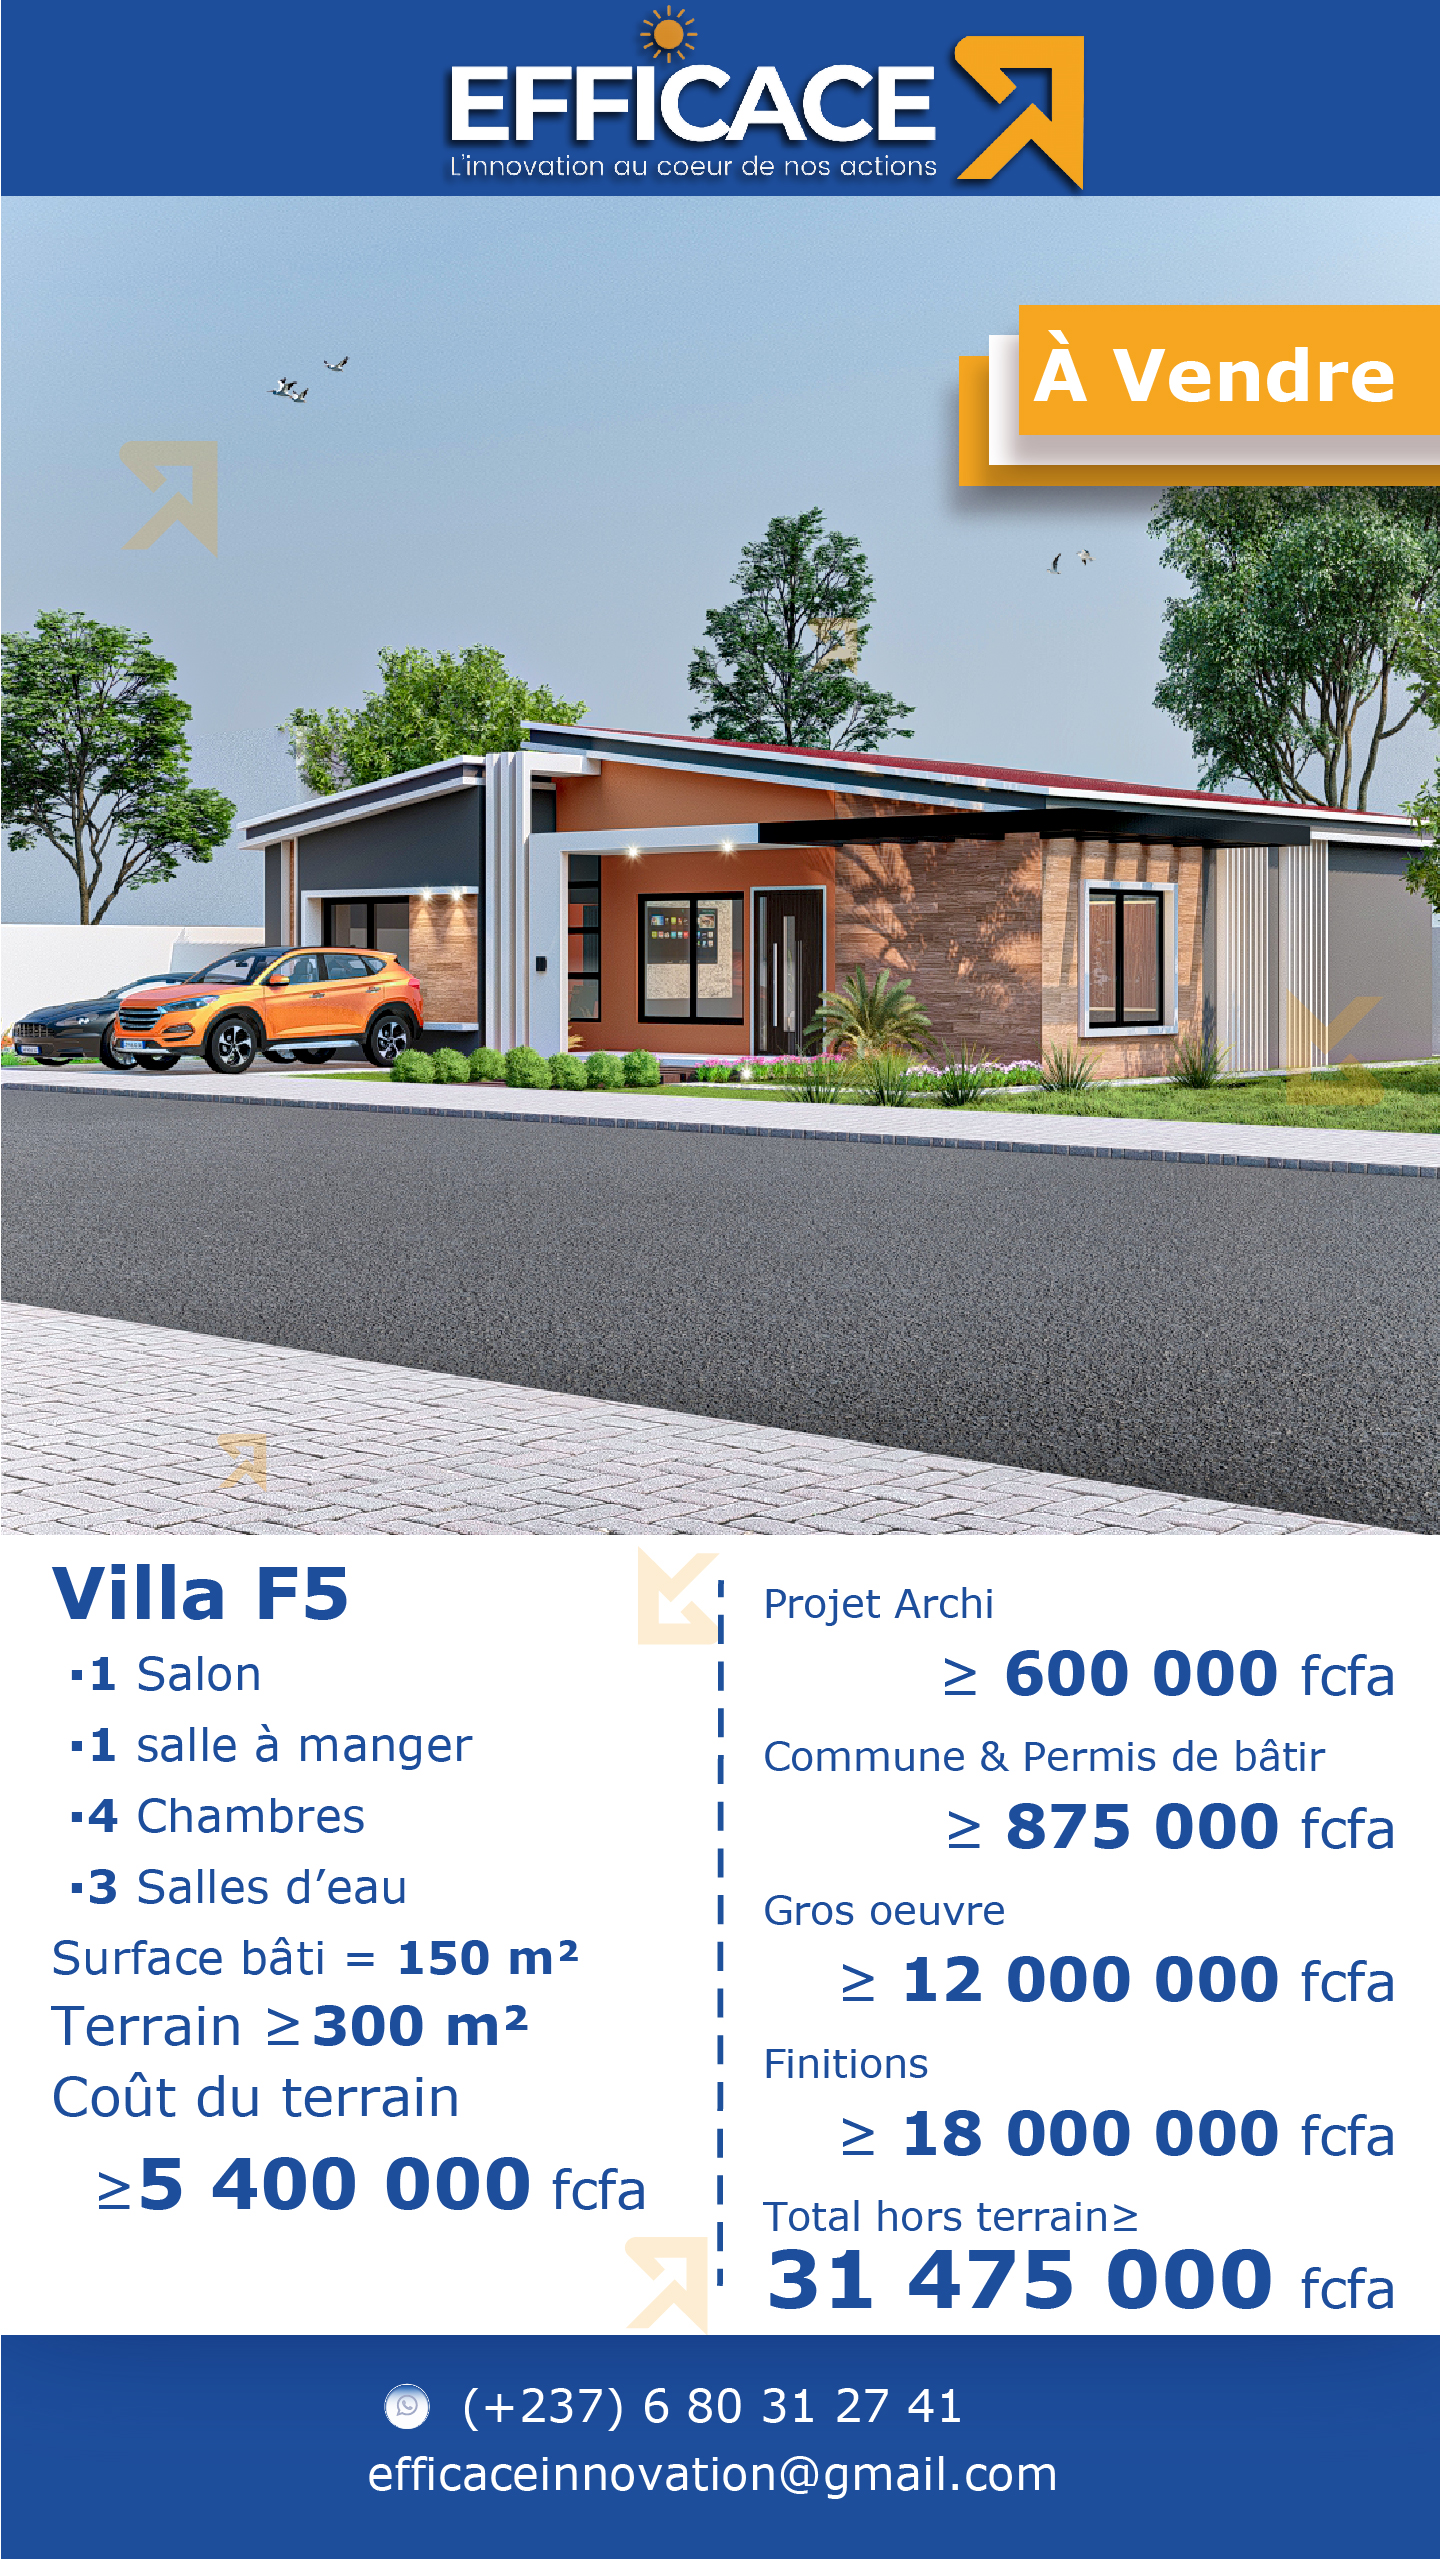 EFFICACE
L'innovation au coeur de nos actions
À Vendre
Villa F5
▪1 Salon
▪1 salle à manger
▪4 Chambres
▪3 Salles d’eau
Surface bâti = 150 m²
Terrain ≥ 300 m²
Coût du terrain
≥5 400 000 fcfa
Projet Archi
≥ 600 000 fcfa
Commune & Permis de bâtir
≥ 875 000 fcfa
Gros oeuvre
≥ 12 000 000 fcfa
Finitions
≥ 18 000 000 fcfa
Total hors terrain≥
31 475 000 fcfa
(+237) 6 80 31 27 41
efficaceinnovation@gmail.com